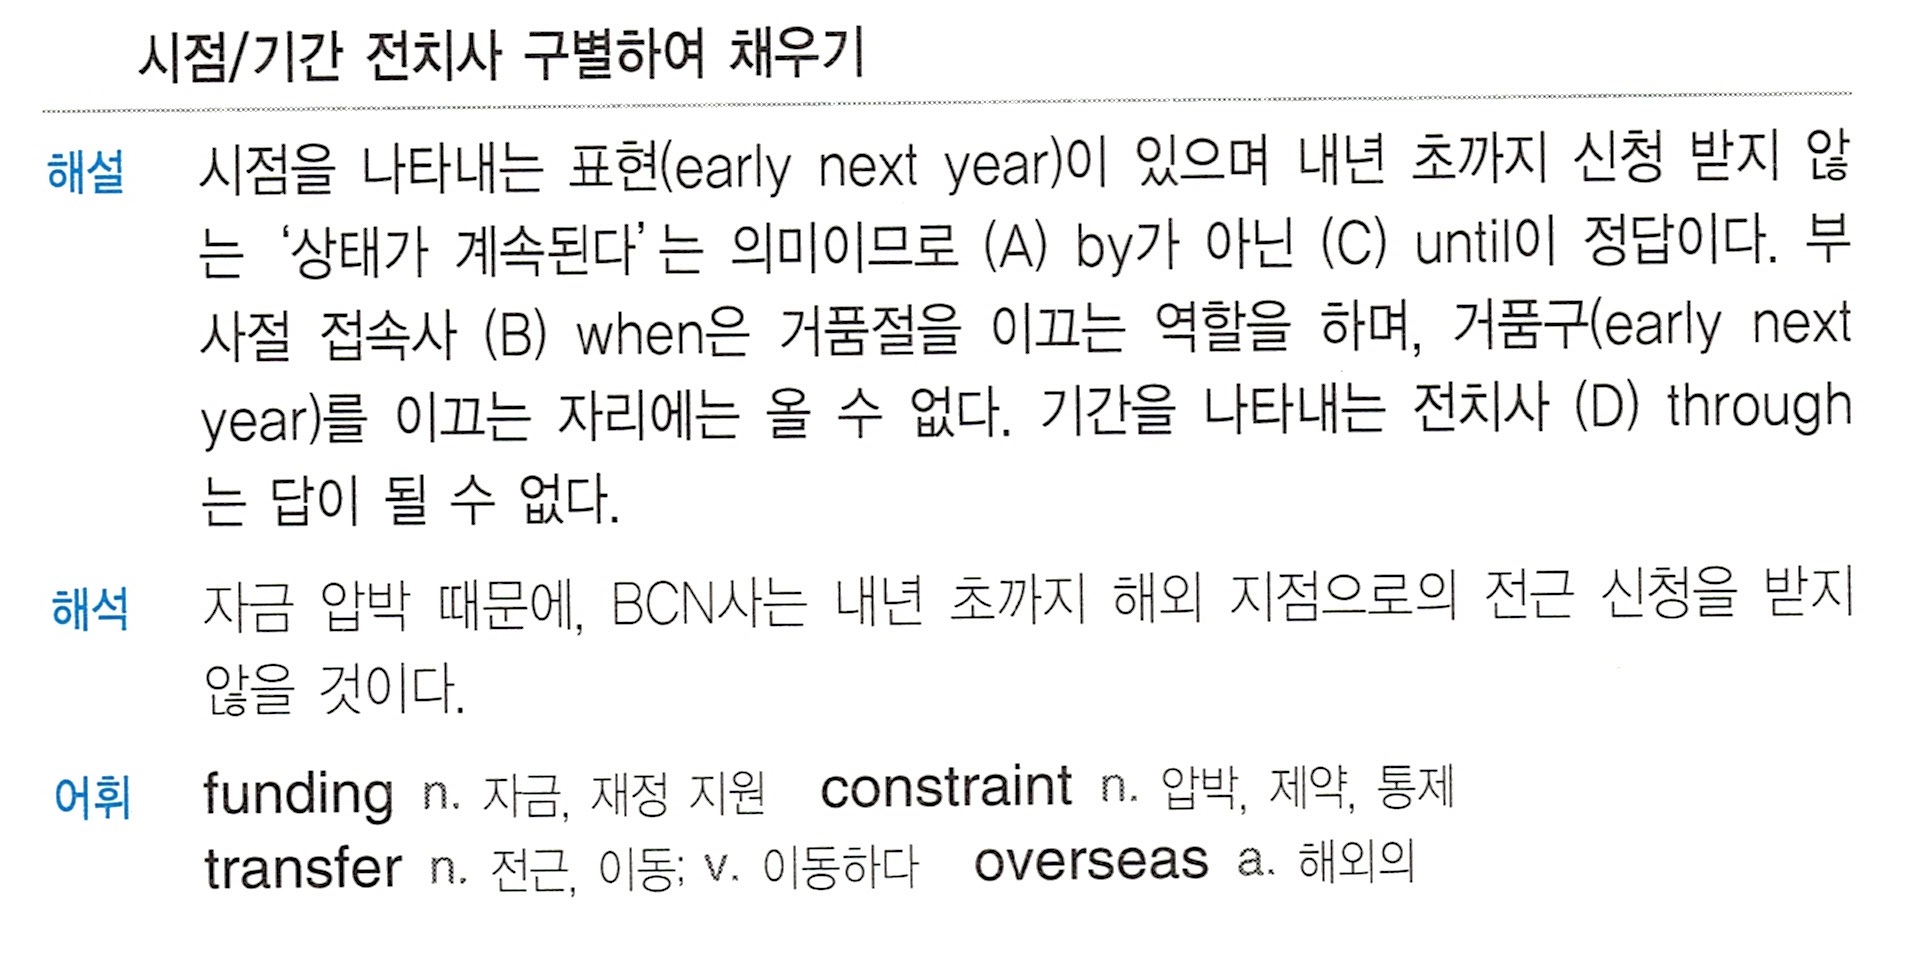 시점/기간 전치사 구별하여 채우기
해설 시점을 나타내는 표현(early next year)이 있으며 내년 초까지 신청 받지 않
는 ‘상태가 계속된다’는 의미이므로 (A) by가 아닌 (C) until이 정답이다. 부
사절 접속사 (B) when은 거품절을 이끄는 역할을 하며, 거품구(early next
year)를 이끄는 자리에는 올 수 없다. 기간을 나타내는 전치사 (D) through
는 답이 될 수 없다.
해석 자금 압박 때문에, BCN사는 내년 초까지 해외 지점으로의 전근 신청을 받지
않을 것이다.
어휘 funding n. 자금, 재정 지원 constraint n. 압박, 제약, 통제
transfer n. 전근, 이동; v. 이동하다 overseas a. 해외의